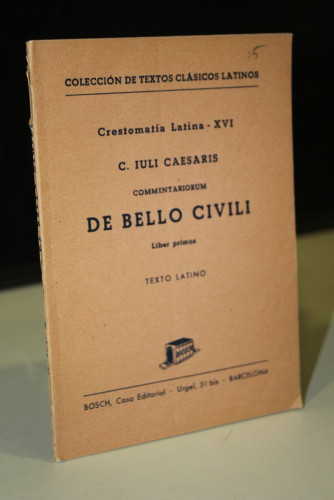 15
COLECCIÓN DE TEXTOS CLÁSICOS LATINOS
Crestomatía Latina - XVI
C. IULI CAESARIS
COMMENTARIORUM
DE BELLO CIVILI
Liber primus
TEXTO LATINO
BOSCH
BOSCH, Casa Editorial - Urgel, 51 bis - BARCELONA